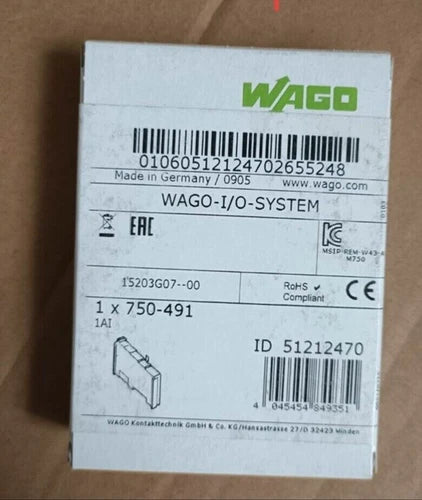 WAGO
01060512124702655248
Made in Germany / 0905 www.wago.com
WAGO-I/O-SYSTEM
EAC
MSIP-REM-W43-
M750
15203G07--00
RoHS ✓
Compliant
CE
1 x 750-491
1AI
ID 51212470
4 045454 849351
WAGO Kontakttechnik GmbH & Co. KG/Hansastrasse 27/D 32423 Minden